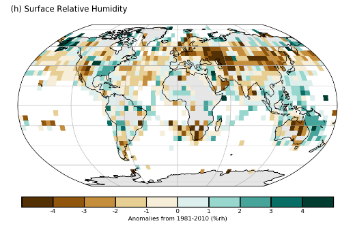 (h) Surface Relative Humidity
-4 -3 -2 -1 0 1 2 3 4
Anomalies from 1981-2010 (%rh)